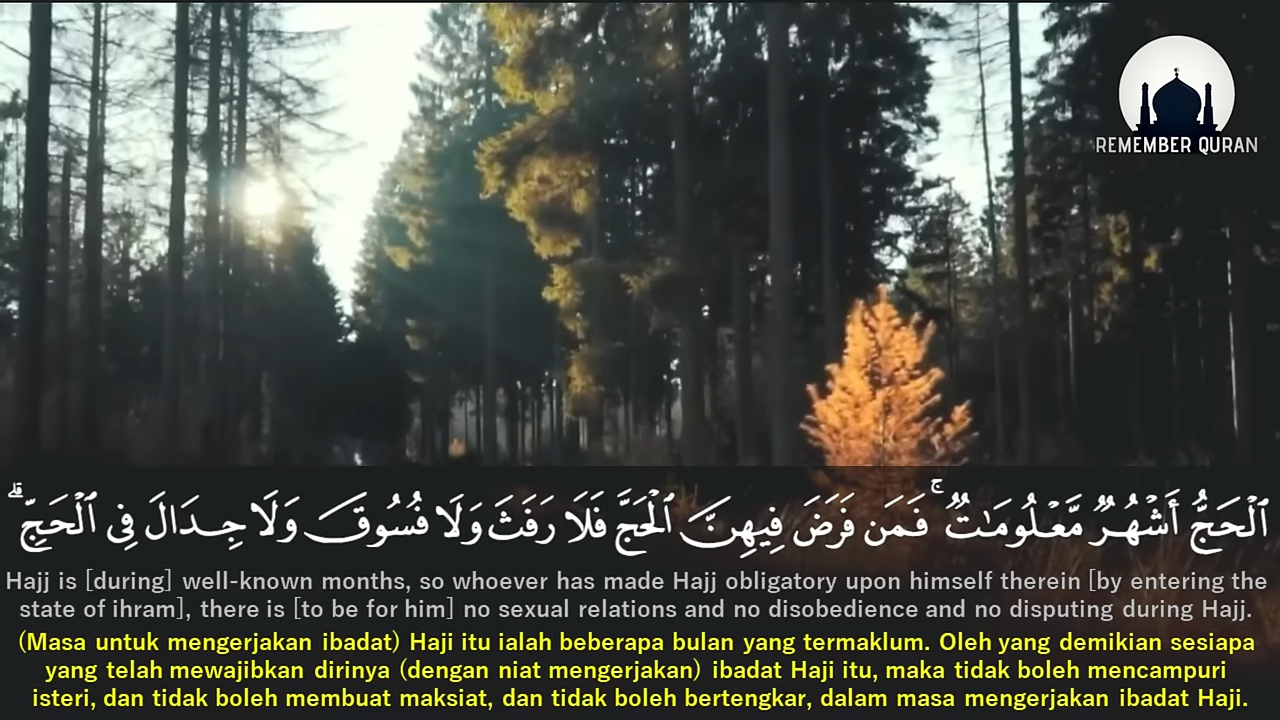 REMEMBER QURAN
ٱلْحَجُّ أَشْهُرٌ مَّعْلُومَـٰتٌ ۚ فَمَن فَرَضَ فِيهِنَّ ٱلْحَجَّ فَلَا رَفَثَ وَلَا فُسُوقَ وَلَا جِدَالَ فِى ٱلْحَجِّ ۗ
Hajj is [during] well-known months, so whoever has made Hajj obligatory upon himself therein [by entering the
state of ihram], there is [to be for him] no sexual relations and no disobedience and no disputing during Hajj.
(Masa untuk mengerjakan ibadat) Haji itu ialah beberapa bulan yang termaklum. Oleh yang demikian sesiapa
yang telah mewajibkan dirinya (dengan niat mengerjakan) ibadat Haji itu, maka tidak boleh mencampuri
isteri, dan tidak boleh membuat maksiat, dan tidak boleh bertengkar, dalam masa mengerjakan ibadat Haji.